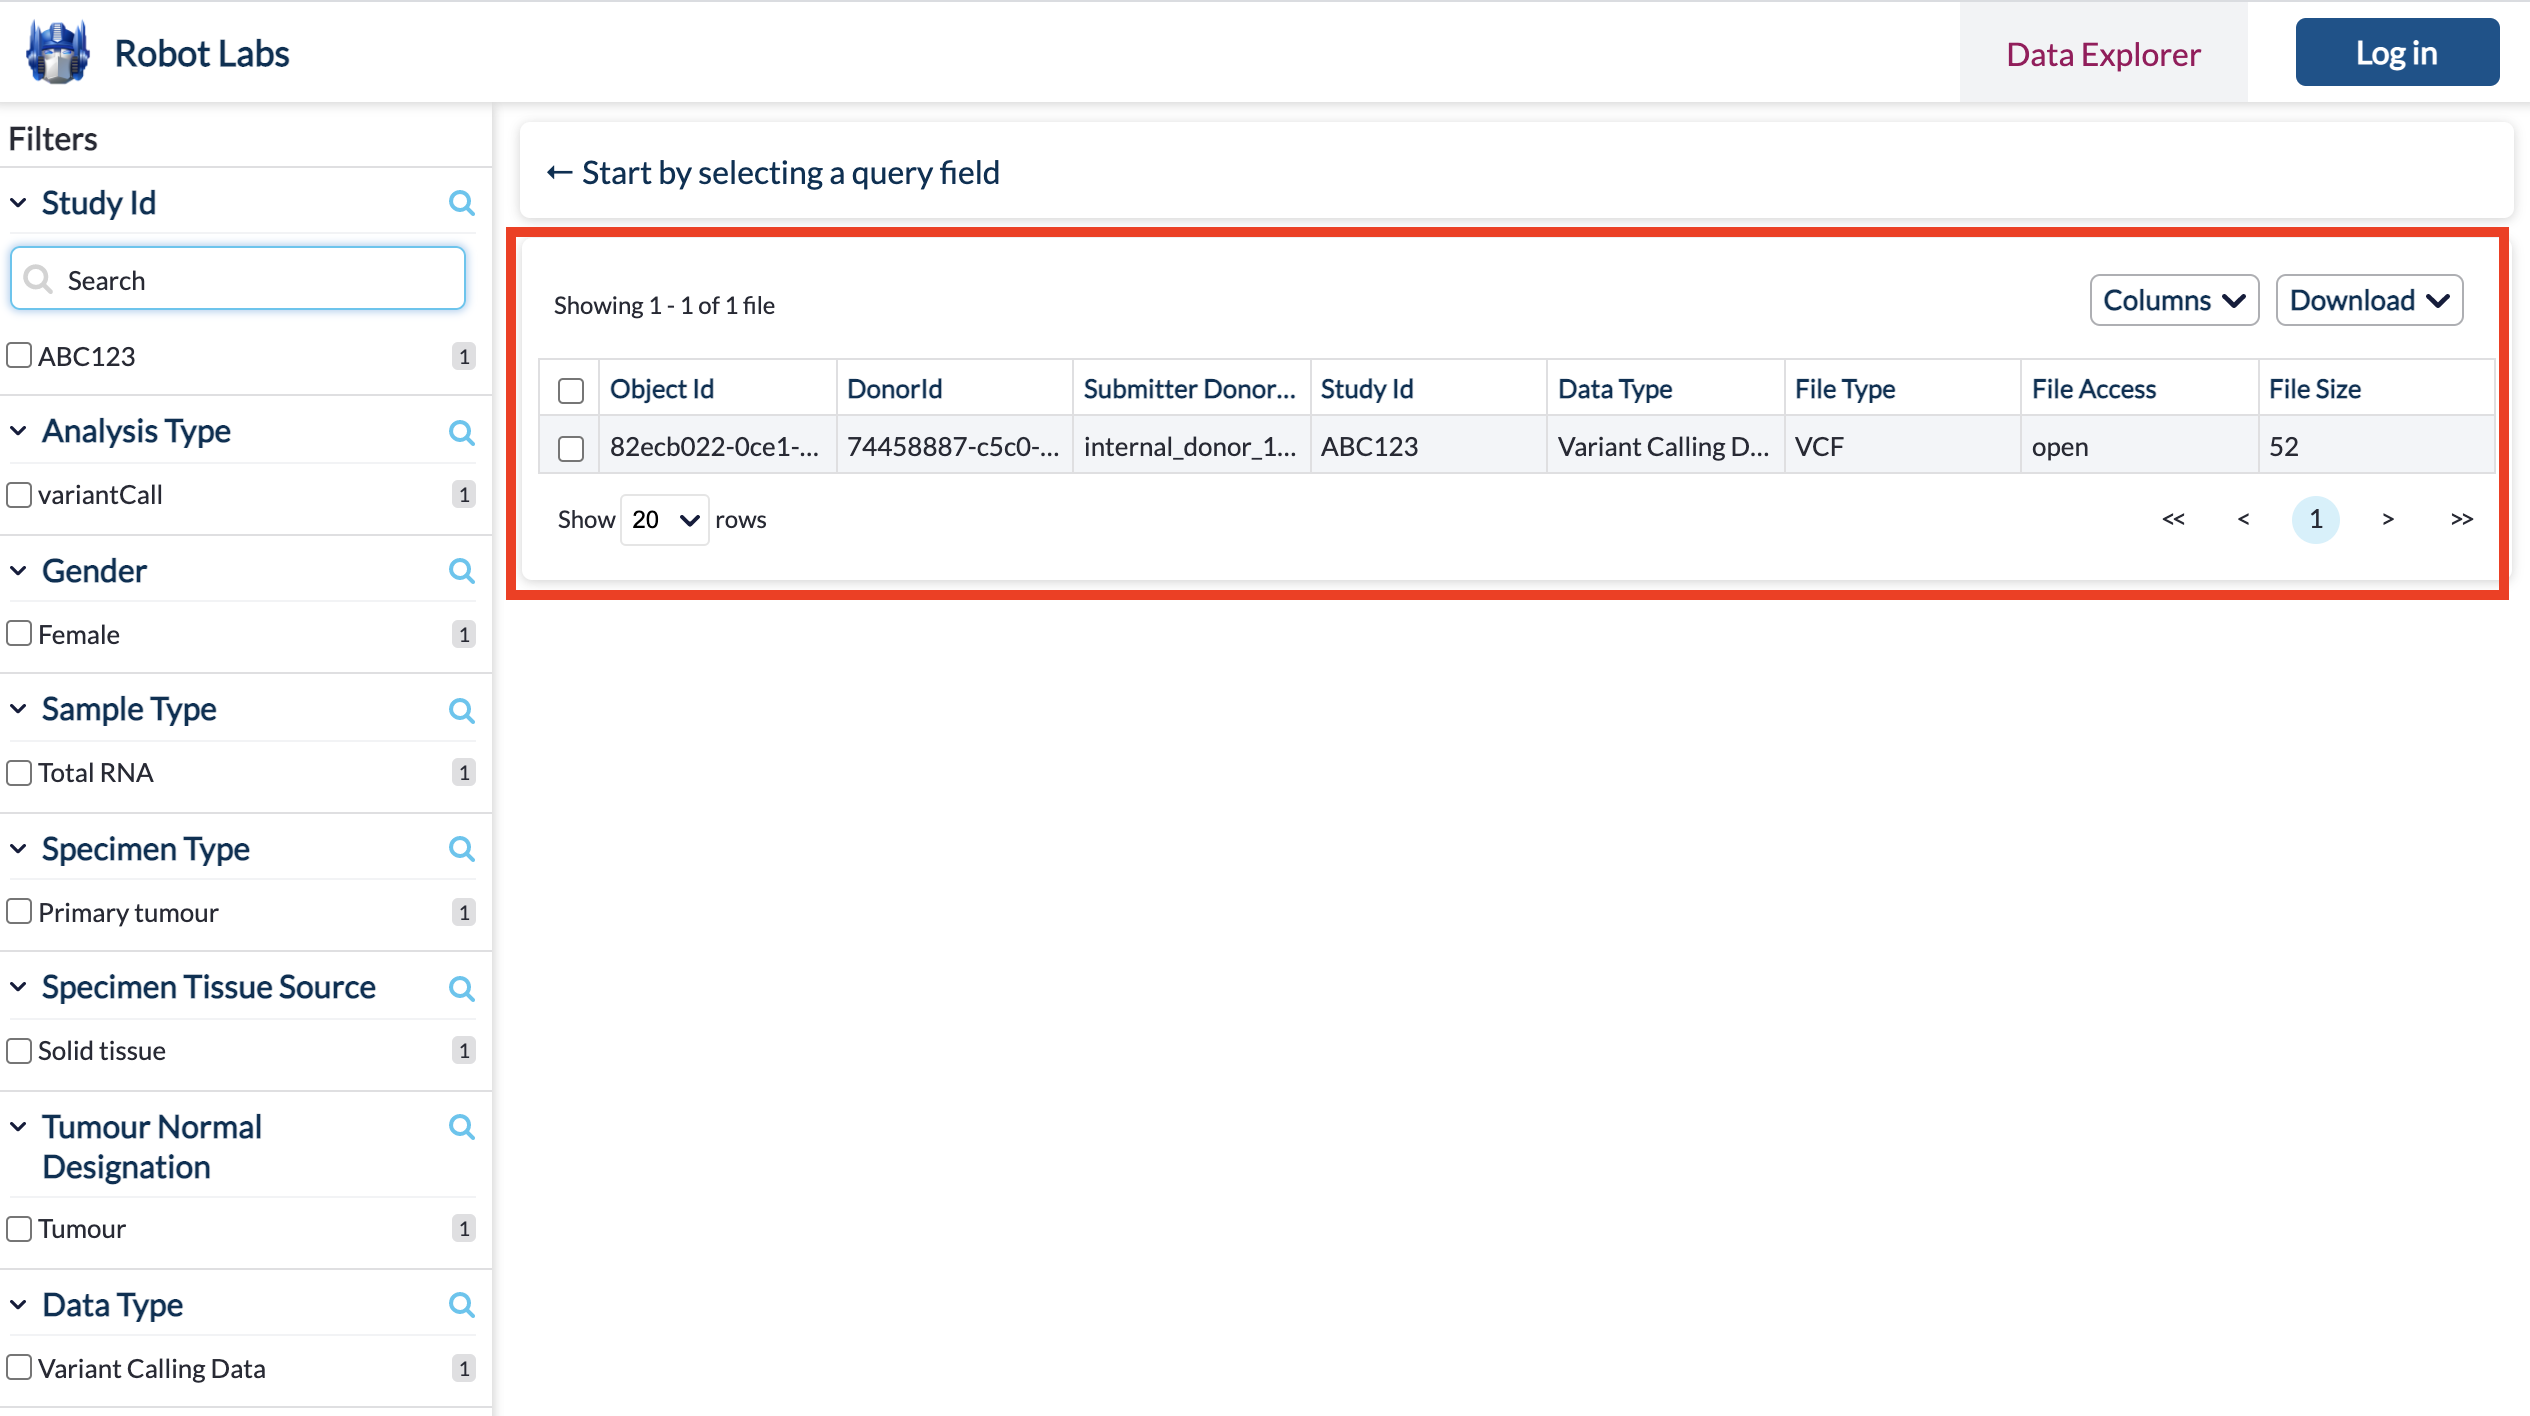 Robot Labs
Data Explorer
Log in
Filters
Study Id
Search
ABC123 1
Analysis Type
variantCall 1
Gender
Female 1
Sample Type
Total RNA 1
Specimen Type
Primary tumour 1
Specimen Tissue Source
Solid tissue 1
Tumour Normal
Designation
Tumour 1
Data Type
Variant Calling Data 1
← Start by selecting a query field
Showing 1 - 1 of 1 file
Columns
Download
Object Id DonorId Submitter Donor... Study Id Data Type File Type File Access File Size
82ecb022-0ce1-... 74458887-c5c0-... internal_donor_1... ABC123 Variant Calling D... VCF open 52
Show 20 rows
<< < 1 > >>